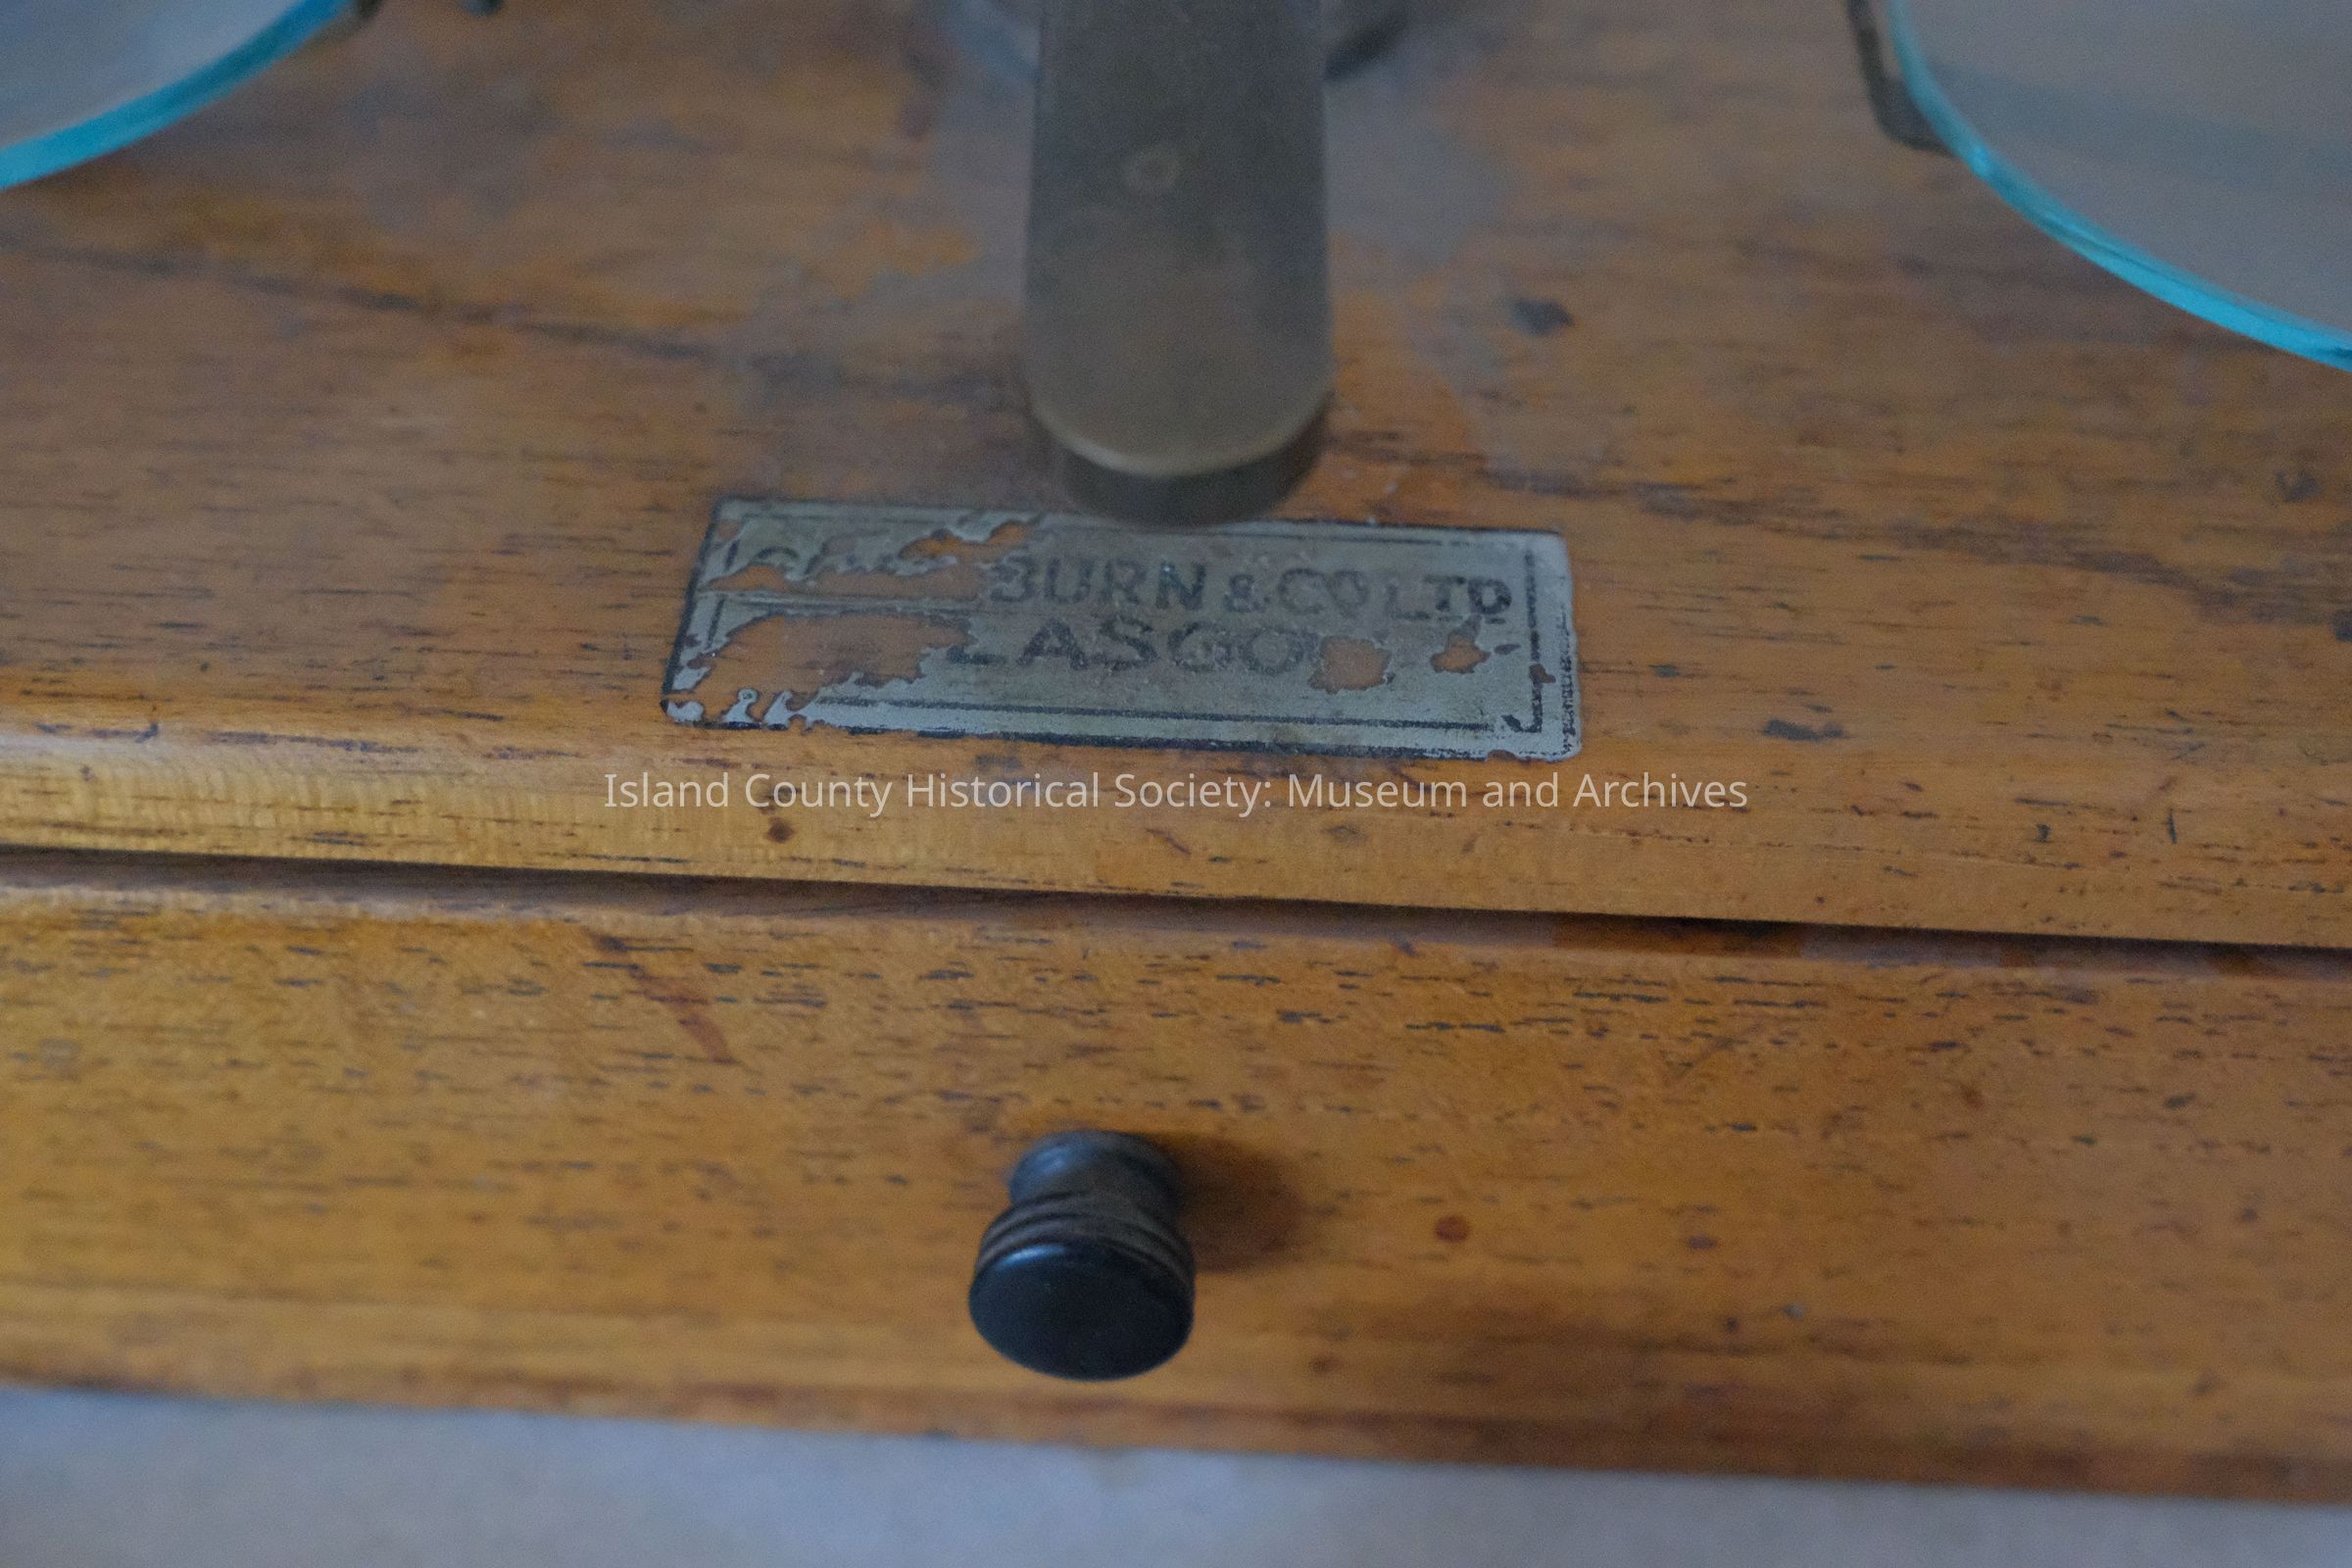 BURN & CO LTD
LASGO
Island County Historical Society: Museum and Archives